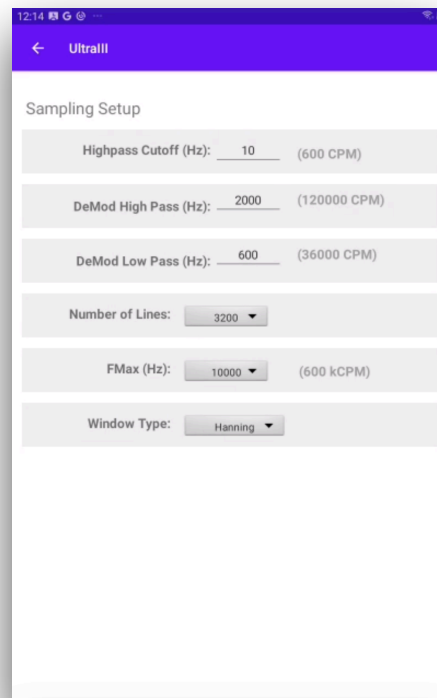 12:14 G ...
UltraIII
Sampling Setup
Highpass Cutoff (Hz): 10 (600 CPM)
DeMod High Pass (Hz): 2000 (120000 CPM)
DeMod Low Pass (Hz): 600 (36000 CPM)
Number of Lines: 3200
FMax (Hz): 10000 (600 kCPM)
Window Type: Hanning